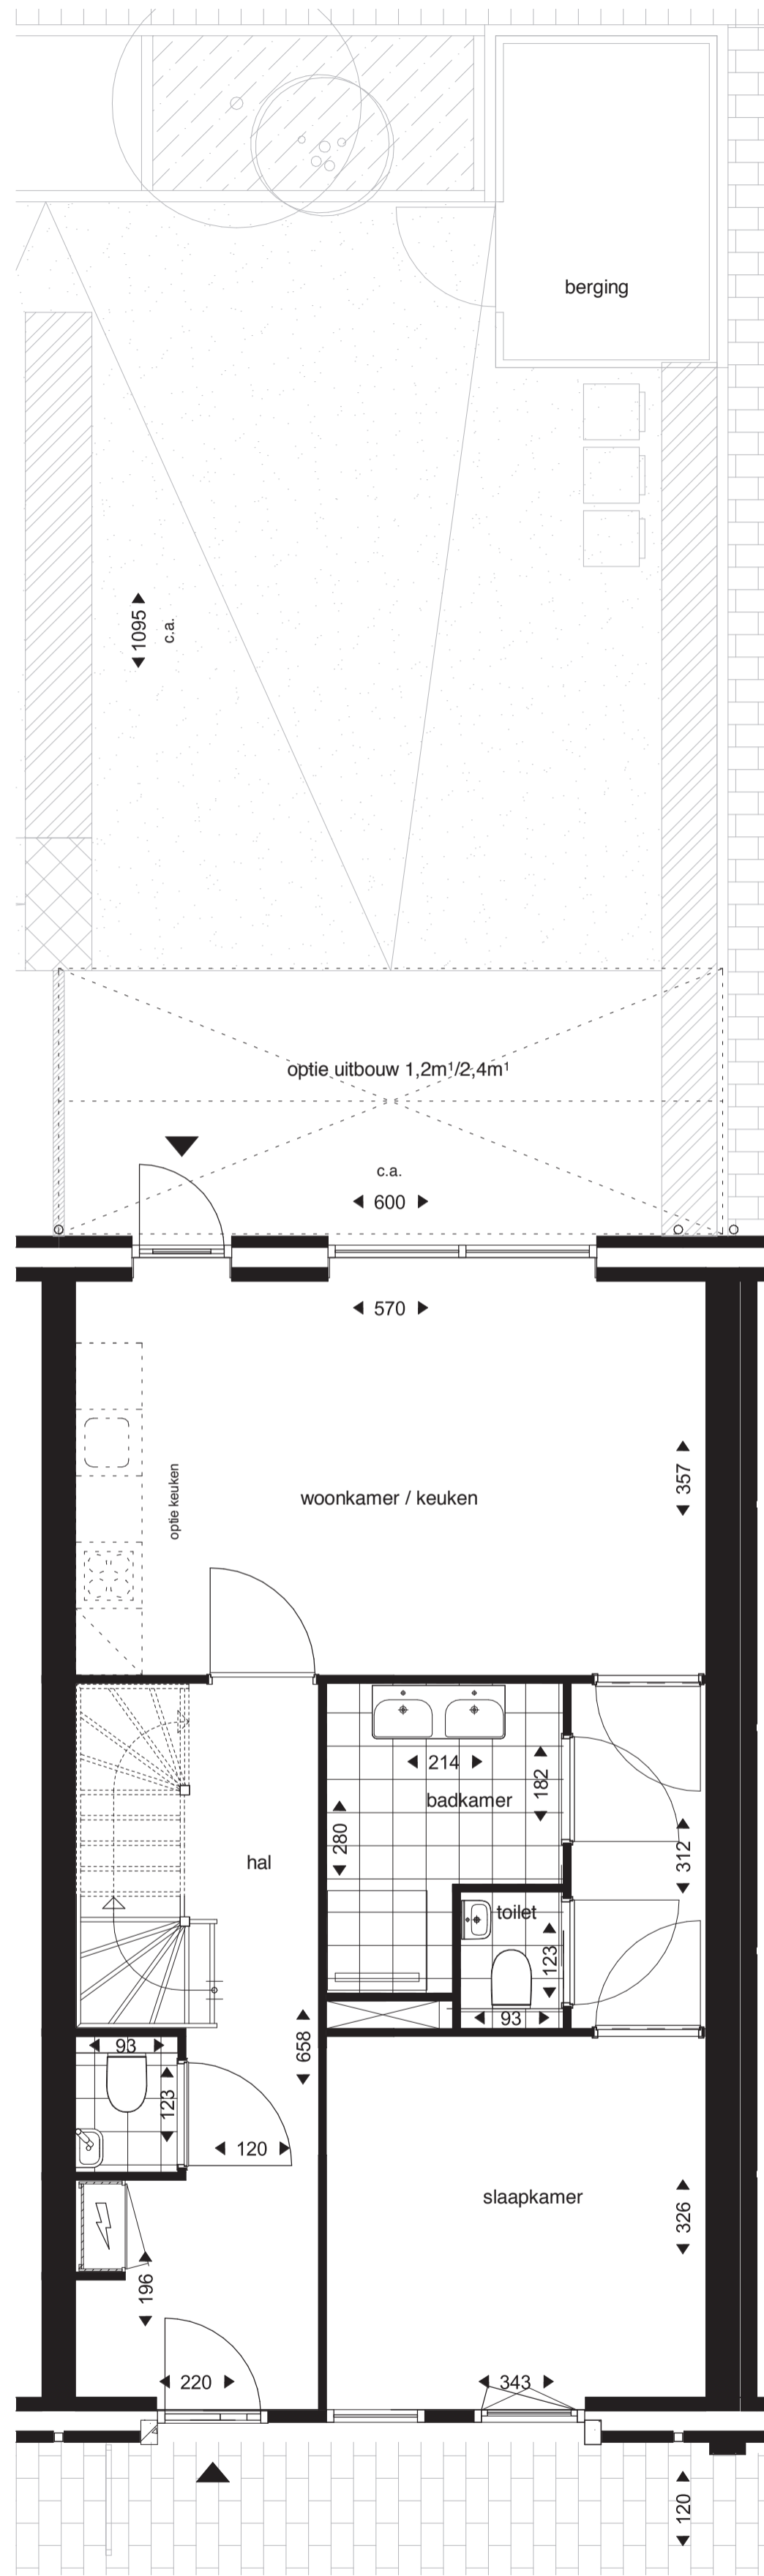 berging
1095
c.a.
optie uitbouw 1,2m¹/2,4m¹
c.a.
600
570
357
optie keuken
woonkamer / keuken
214
182
badkamer
280
312
hal
toilet
123
93
658
93
123
120
slaapkamer
326
196
220
343
120